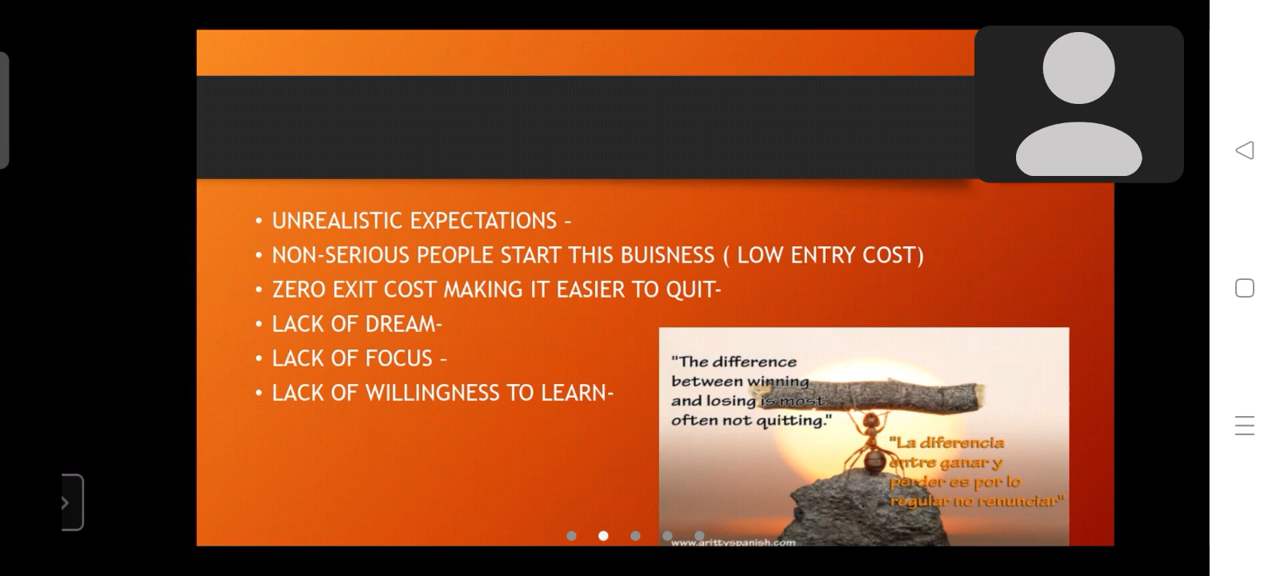 • UNREALISTIC EXPECTATIONS –
• NON-SERIOUS PEOPLE START THIS BUISNESS ( LOW ENTRY COST)
• ZERO EXIT COST MAKING IT EASIER TO QUIT-
• LACK OF DREAM-
• LACK OF FOCUS –
• LACK OF WILLINGNESS TO LEARN-
"The difference
between winning
and losing is most
often not quitting."
"La diferencia
entre ganar y
perder es por lo
regular no renunciar"
www.grittyspanish.com